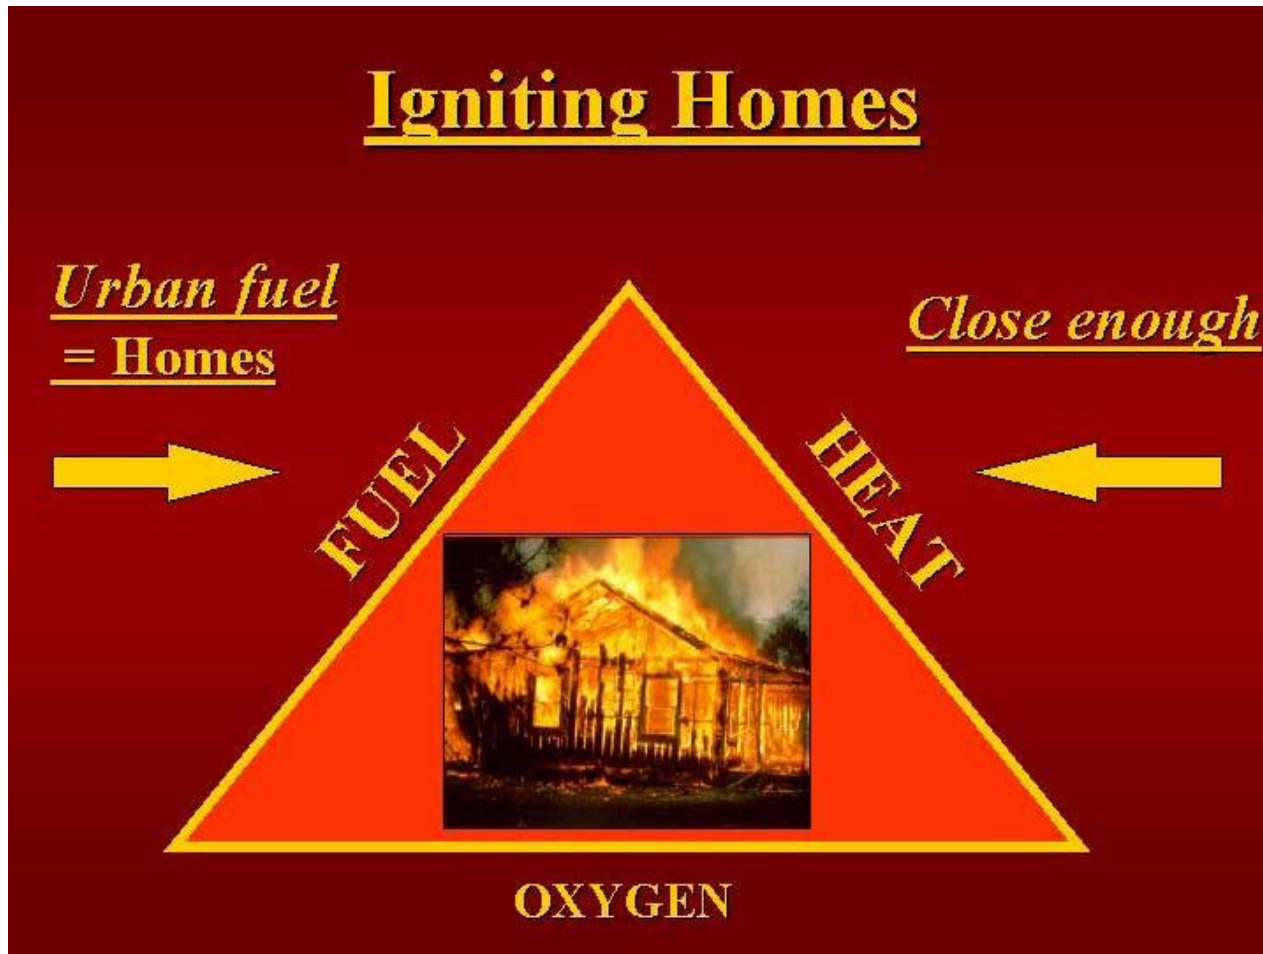 Igniting Homes
Urban fuel
= Homes
Close enough
FUEL
HEAT
OXYGEN